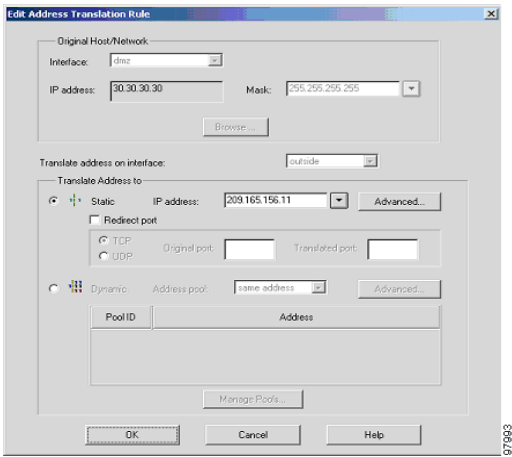 Edit Address Translation Rule
Original Host/Network
Interface: dmz
IP address: 30.30.30.30 Mask: 255.255.255.255
Browse ...
Translate address on interface: outside
Translate Address to
Static IP address: 209.165.156.11 Advanced...
Redirect port
TCP
UDP
Original port: Translated port:
Dynamic Address pool: same address Advanced...
Pool ID Address
Manage Pools...
OK Cancel Help
97993